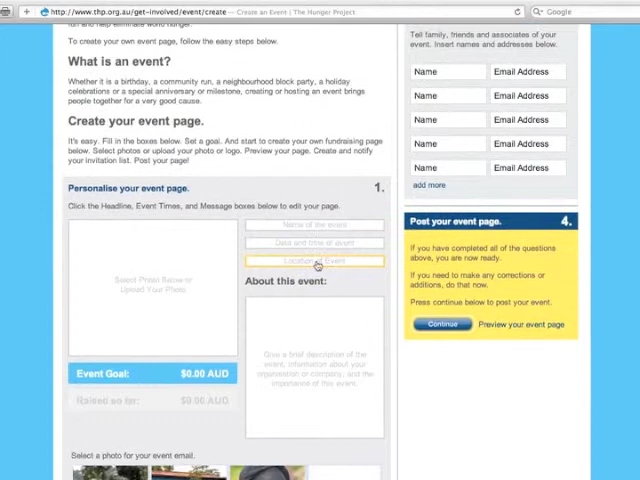 http://www.thp.org.au/get-involved/event/create — Create an Event | The Hunger Project
Google
run and help eliminate world hunger.
To create your own event page, follow the easy steps below.
What is an event?
Whether it is a birthday, a community run, a neighbourhood block party, a holiday
celebrations or a special anniversary or milestone, creating or hosting an event brings
people together for a very good cause.
Create your event page.
It's easy. Fill in the boxes below. Set a goal. And start to create your own fundraising page
below. Select photos or upload your photo or logo. Preview your page. Create and notify
your invitation list. Post your page!
Personalise your event page.
1.
Click the Headline, Event Times, and Message boxes below to edit your page.
Select Photo Below or
Upload Your Photo
Name of the event
Date and time of event
Location of Event
About this event:
Give a brief description of the
event, information about your
organisation or company, and the
importance of this event.
Event Goal: $0.00 AUD
Raised so far: $0.00 AUD
Select a photo for your event email.
Tell family, friends and associates of your
event. Insert names and addresses below.
Name Email Address
Name Email Address
Name Email Address
Name Email Address
Name Email Address
add more
Post your event page. 4.
If you have completed all of the questions
above, you are now ready.
If you need to make any corrections or
additions, do that now.
Press continue below to post your event.
Continue Preview your event page